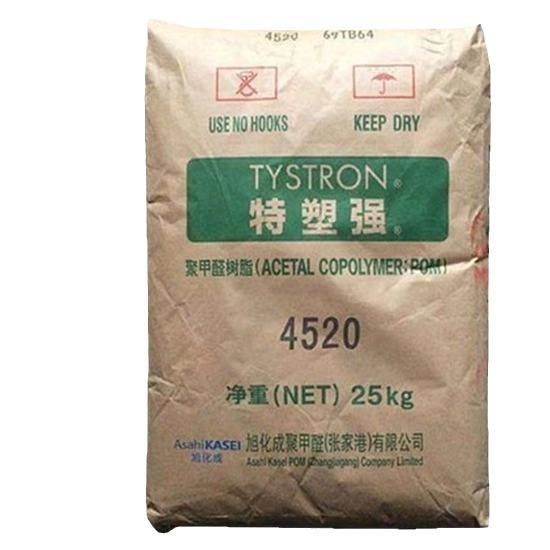 4520 69TB64
USE NO HOOKS KEEP DRY
TYSTRON®
特塑强®
聚甲醛树脂(ACETAL COPOLYMER:POM)
4520
净重(NET) 25kg
AsahiKASEI
旭化成
旭化成聚甲醛(张家港)有限公司
Asahi Kasei POM (Zhangjiagang) Company Limited